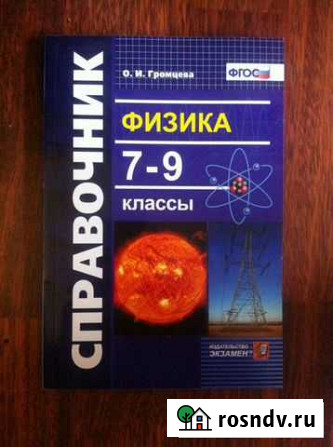 О. И. Громцева
ФГОС
СПРАВОЧНИК
ФИЗИКА
7-9
классы
ИЗДАТЕЛЬСТВО
ЭКЗАМЕН
rosndv.ru